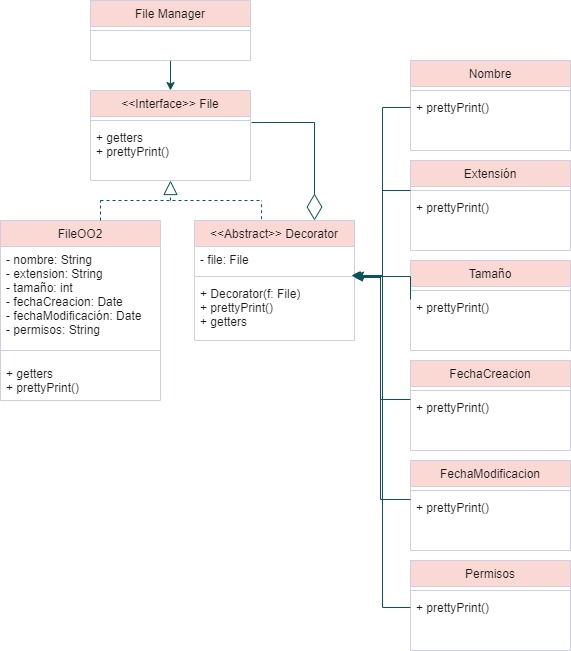 File Manager
<<Interface>> File
+ getters
+ prettyPrint()
FileOO2
- nombre: String
- extension: String
- tamaño: int
- fechaCreacion: Date
- fechaModificación: Date
- permisos: String
+ getters
+ prettyPrint()
<<Abstract>> Decorator
- file: File
+ Decorator(f: File)
+ prettyPrint()
+ getters
Nombre
+ prettyPrint()
Extensión
+ prettyPrint()
Tamaño
+ prettyPrint()
FechaCreacion
+ prettyPrint()
FechaModificacion
+ prettyPrint()
Permisos
+ prettyPrint()